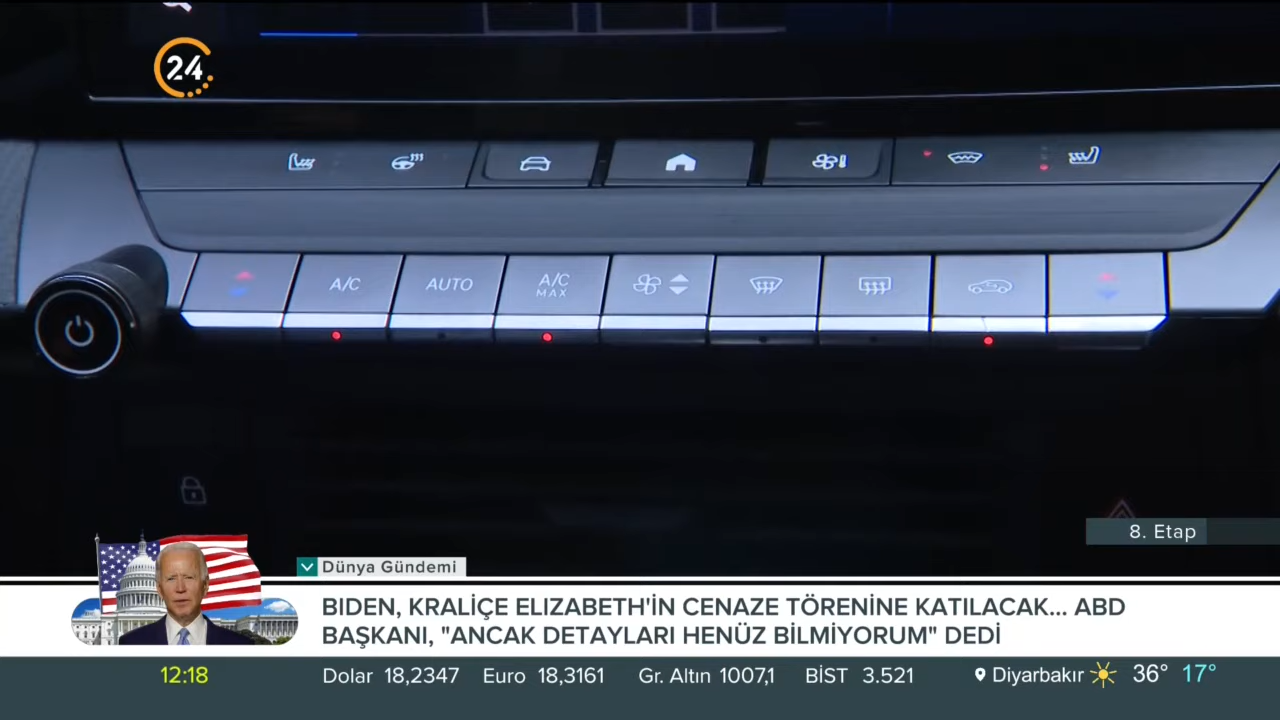 24
A/C
AUTO
A/C
MAX
8. Etap
Dünya Gündemi
BIDEN, KRALİÇE ELIZABETH'İN CENAZE TÖRENİNE KATILACAK... ABD
BAŞKANI, "ANCAK DETAYLARI HENÜZ BİLMİYORUM" DEDİ
12:18 Dolar 18,2347 Euro 18,3161 Gr. Altın 1007,1 BİST 3.521 Diyarbakır 36° 17°